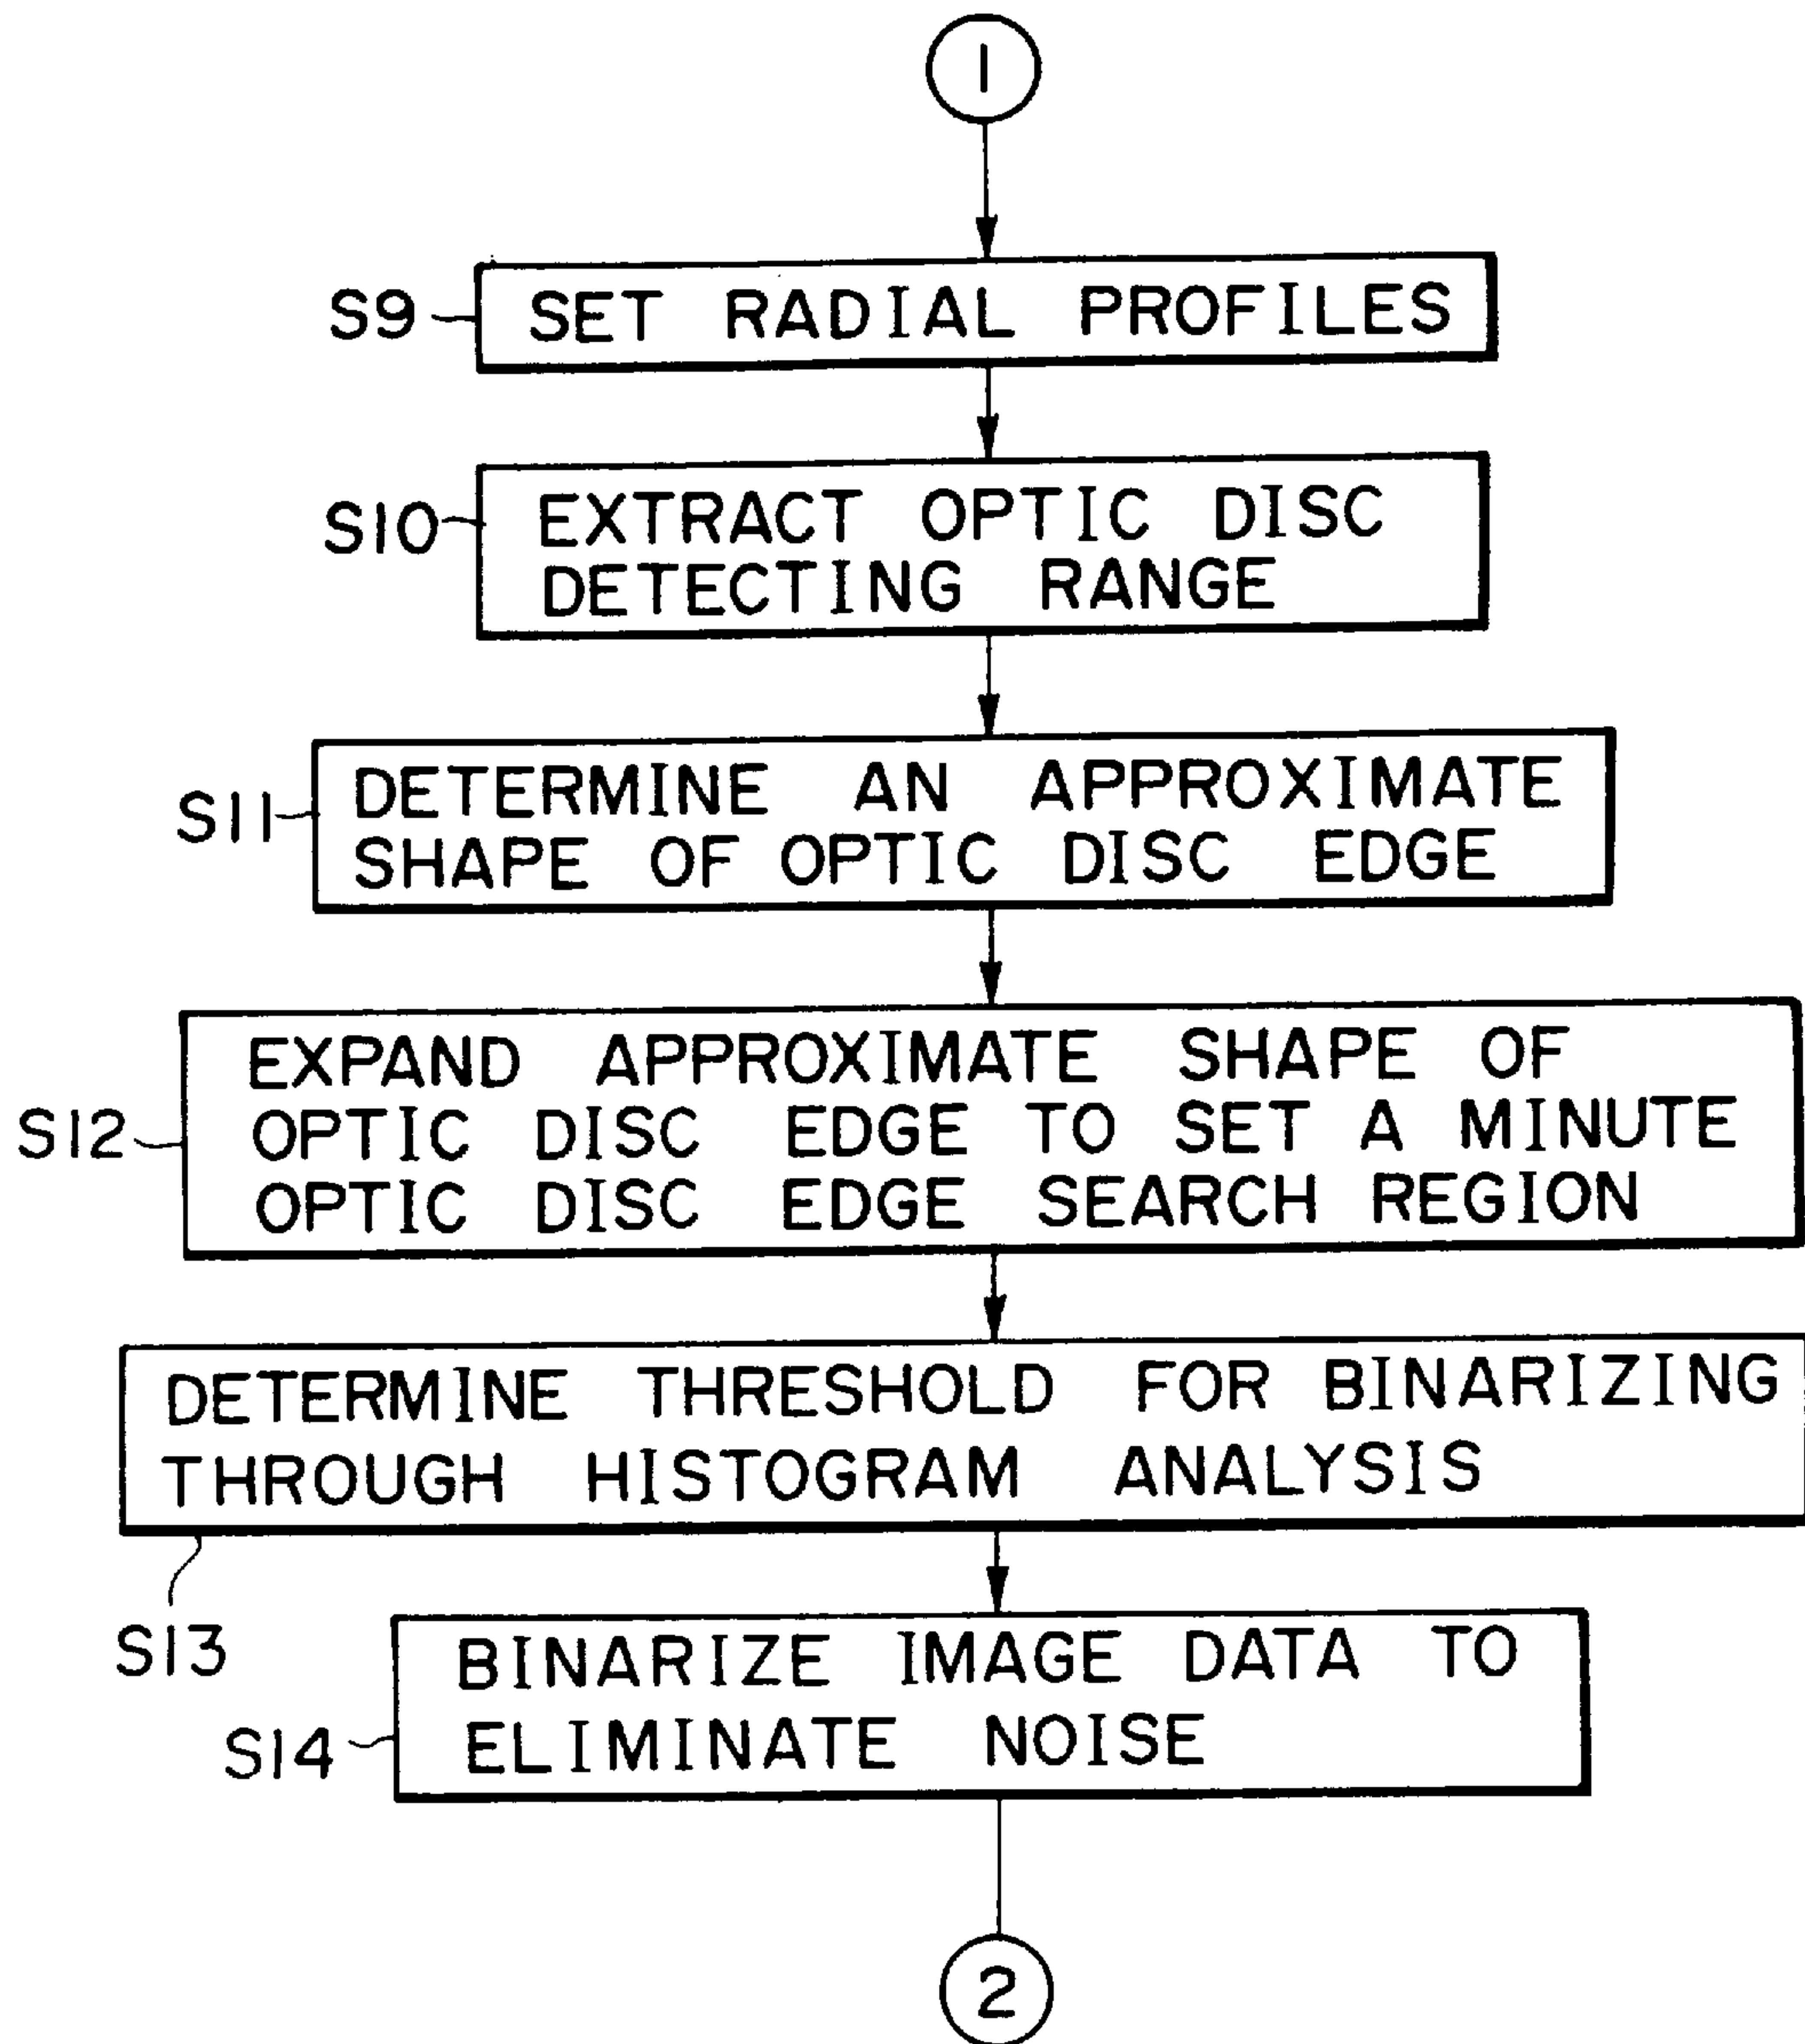 1
S9
SET RADIAL PROFILES
S10
EXTRACT OPTIC DISC
DETECTING RANGE
S11
DETERMINE AN APPROXIMATE
SHAPE OF OPTIC DISC EDGE
S12
EXPAND APPROXIMATE SHAPE OF
OPTIC DISC EDGE TO SET A MINUTE
OPTIC DISC EDGE SEARCH REGION
DETERMINE THRESHOLD FOR BINARIZING
THROUGH HISTOGRAM ANALYSIS
S13
BINARIZE IMAGE DATA TO
ELIMINATE NOISE
S14
2